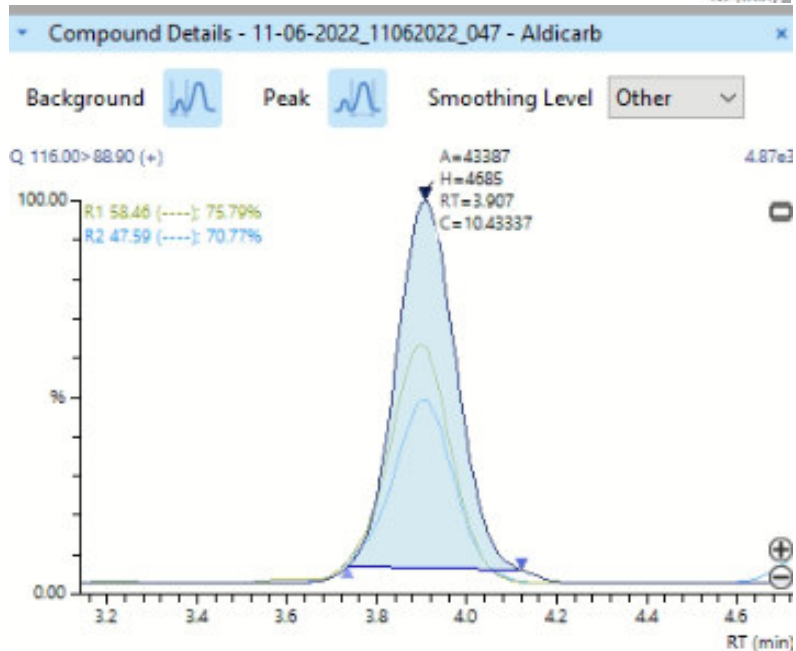 Compound Details - 11-06-2022_11062022_047 - Aldicarb
Background Peak Smoothing Level Other
Q 116.00>88.90 (+)
4.87e3
A=43387
H=4685
RT=3.907
C=10.43337
100.00
R1 58.46 (----): 75.79%
R2 47.59 (----): 70.77%
%
0.00
3.2 3.4 3.6 3.8 4.0 4.2 4.4 4.6
RT (min)